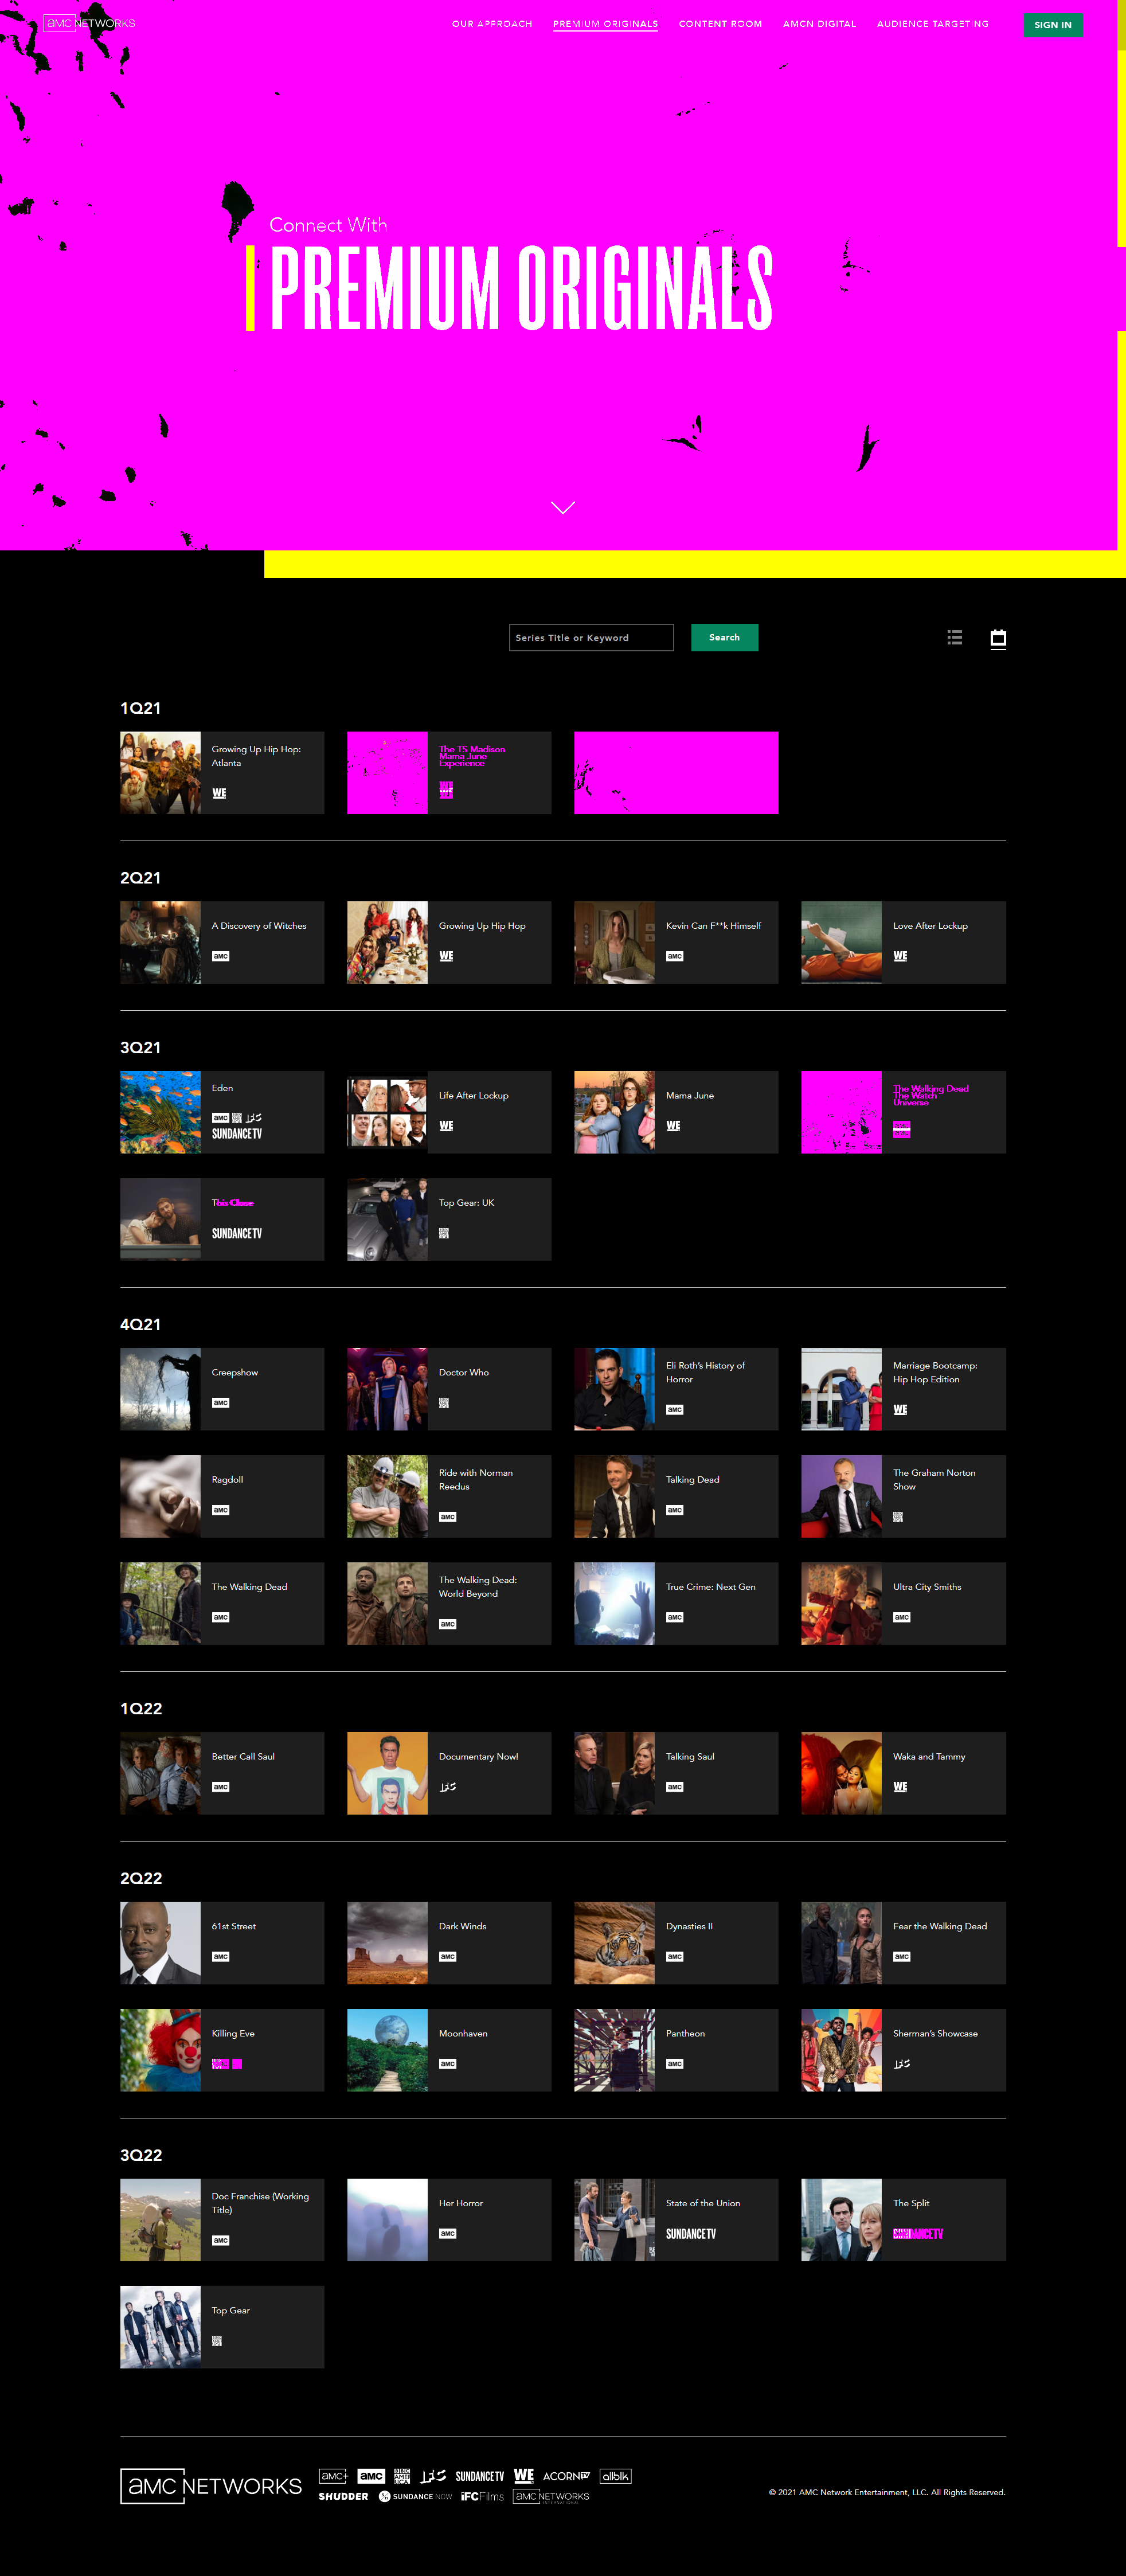 aMC NETWORKS
OUR APPROACH
PREMIUM ORIGINALS
CONTENT ROOM
AMCN DIGITAL
AUDIENCE TARGETING
SIGN IN
Connect With
PREMIUM ORIGINALS
Series Title or Keyword
Search
1Q21
Growing Up Hip Hop:
Atlanta
WE
The TS Madison
Mama June
Experience
WE
2Q21
A Discovery of Witches
aMC
Growing Up Hip Hop
WE
Kevin Can F**k Himself
aMC
Love After Lockup
WE
3Q21
Eden
aMC
IFC
SUNDANCE TV
Life After Lockup
WE
Mama June
WE
The Walking Dead
The Watch
Universe
This Close
SUNDANCE TV
Top Gear: UK
4Q21
Creepshow
aMC
Doctor Who
Eli Roth's History of
Horror
aMC
Marriage Bootcamp:
Hip Hop Edition
WE
Ragdoll
aMC
Ride with Norman
Reedus
aMC
Talking Dead
aMC
The Graham Norton
Show
The Walking Dead
aMC
The Walking Dead:
World Beyond
aMC
True Crime: Next Gen
aMC
Ultra City Smiths
aMC
1Q22
Better Call Saul
aMC
Documentary Now!
IFC
Talking Saul
aMC
Waka and Tammy
WE
2Q22
61st Street
aMC
Dark Winds
aMC
Dynasties II
aMC
Fear the Walking Dead
aMC
Killing Eve
Moonhaven
aMC
Pantheon
aMC
Sherman's Showcase
IFC
3Q22
Doc Franchise (Working
Title)
aMC
Her Horror
aMC
State of the Union
SUNDANCE TV
The Split
SUNDANCE TV
Top Gear
aMC NETWORKS
aMC+
aMC
BBC AMERICA
IFC
SUNDANCE TV
WE
ACORN TV
allblk
SHUDDER
SUNDANCE NOW
IFC Films
aMC NETWORKS
INTERNATIONAL
© 2021 AMC Network Entertainment, LLC. All Rights Reserved.